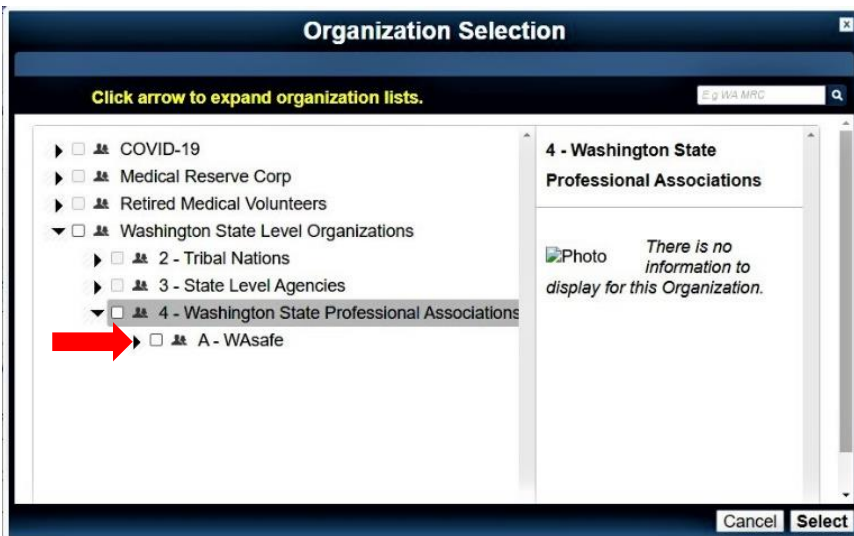 Organization Selection
Click arrow to expand organization lists.
E.g WA MRC
COVID-19
Medical Reserve Corp
Retired Medical Volunteers
Washington State Level Organizations
2 - Tribal Nations
3 - State Level Agencies
4 - Washington State Professional Associations
A - WAsafe
4 - Washington State
Professional Associations
Photo
There is no
information to
display for this Organization.
Cancel
Select